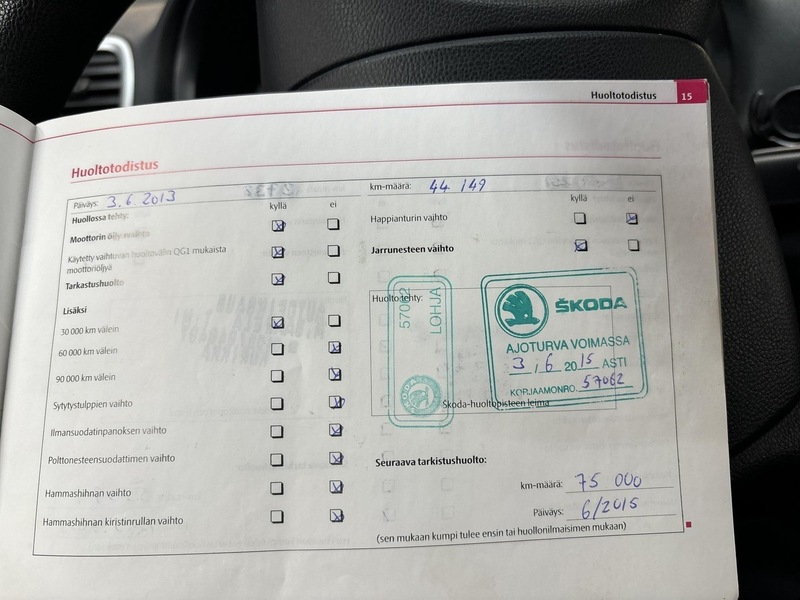 Huoltotodistus 15
Huoltotodistus
Päiväys: 3.6.2013
km-määrä: 44 149
Huollossa tehty:
kyllä ei
Moottorin öljynvaihto
Käytetty vaihtuvan huoltovälin QG1 mukaista
moottoriöljyä
Tarkastushuolto
Lisäksi
30 000 km välein
60 000 km välein
90 000 km välein
Sytytystulppien vaihto
Ilmansuodatinpanoksen vaihto
Polttonesteensuodattimen vaihto
Hammashihnan vaihto
Hammashihnan kiristinrullan vaihto
kyllä ei
Happianturin vaihto
Jarrunesteen vaihto
Huolto tehty:
57062
LOHJA
SKODA
ŠKODA
AJOTURVA VOIMASSA
3.6 2015 ASTI
KORJAAMONRO. 57062
Škoda-huoltopisteen leima
Seuraava tarkistushuolto:
km-määrä: 75 000
Päiväys: 6/2015
(sen mukaan kumpi tulee ensin tai huollonilmaisimen mukaan)